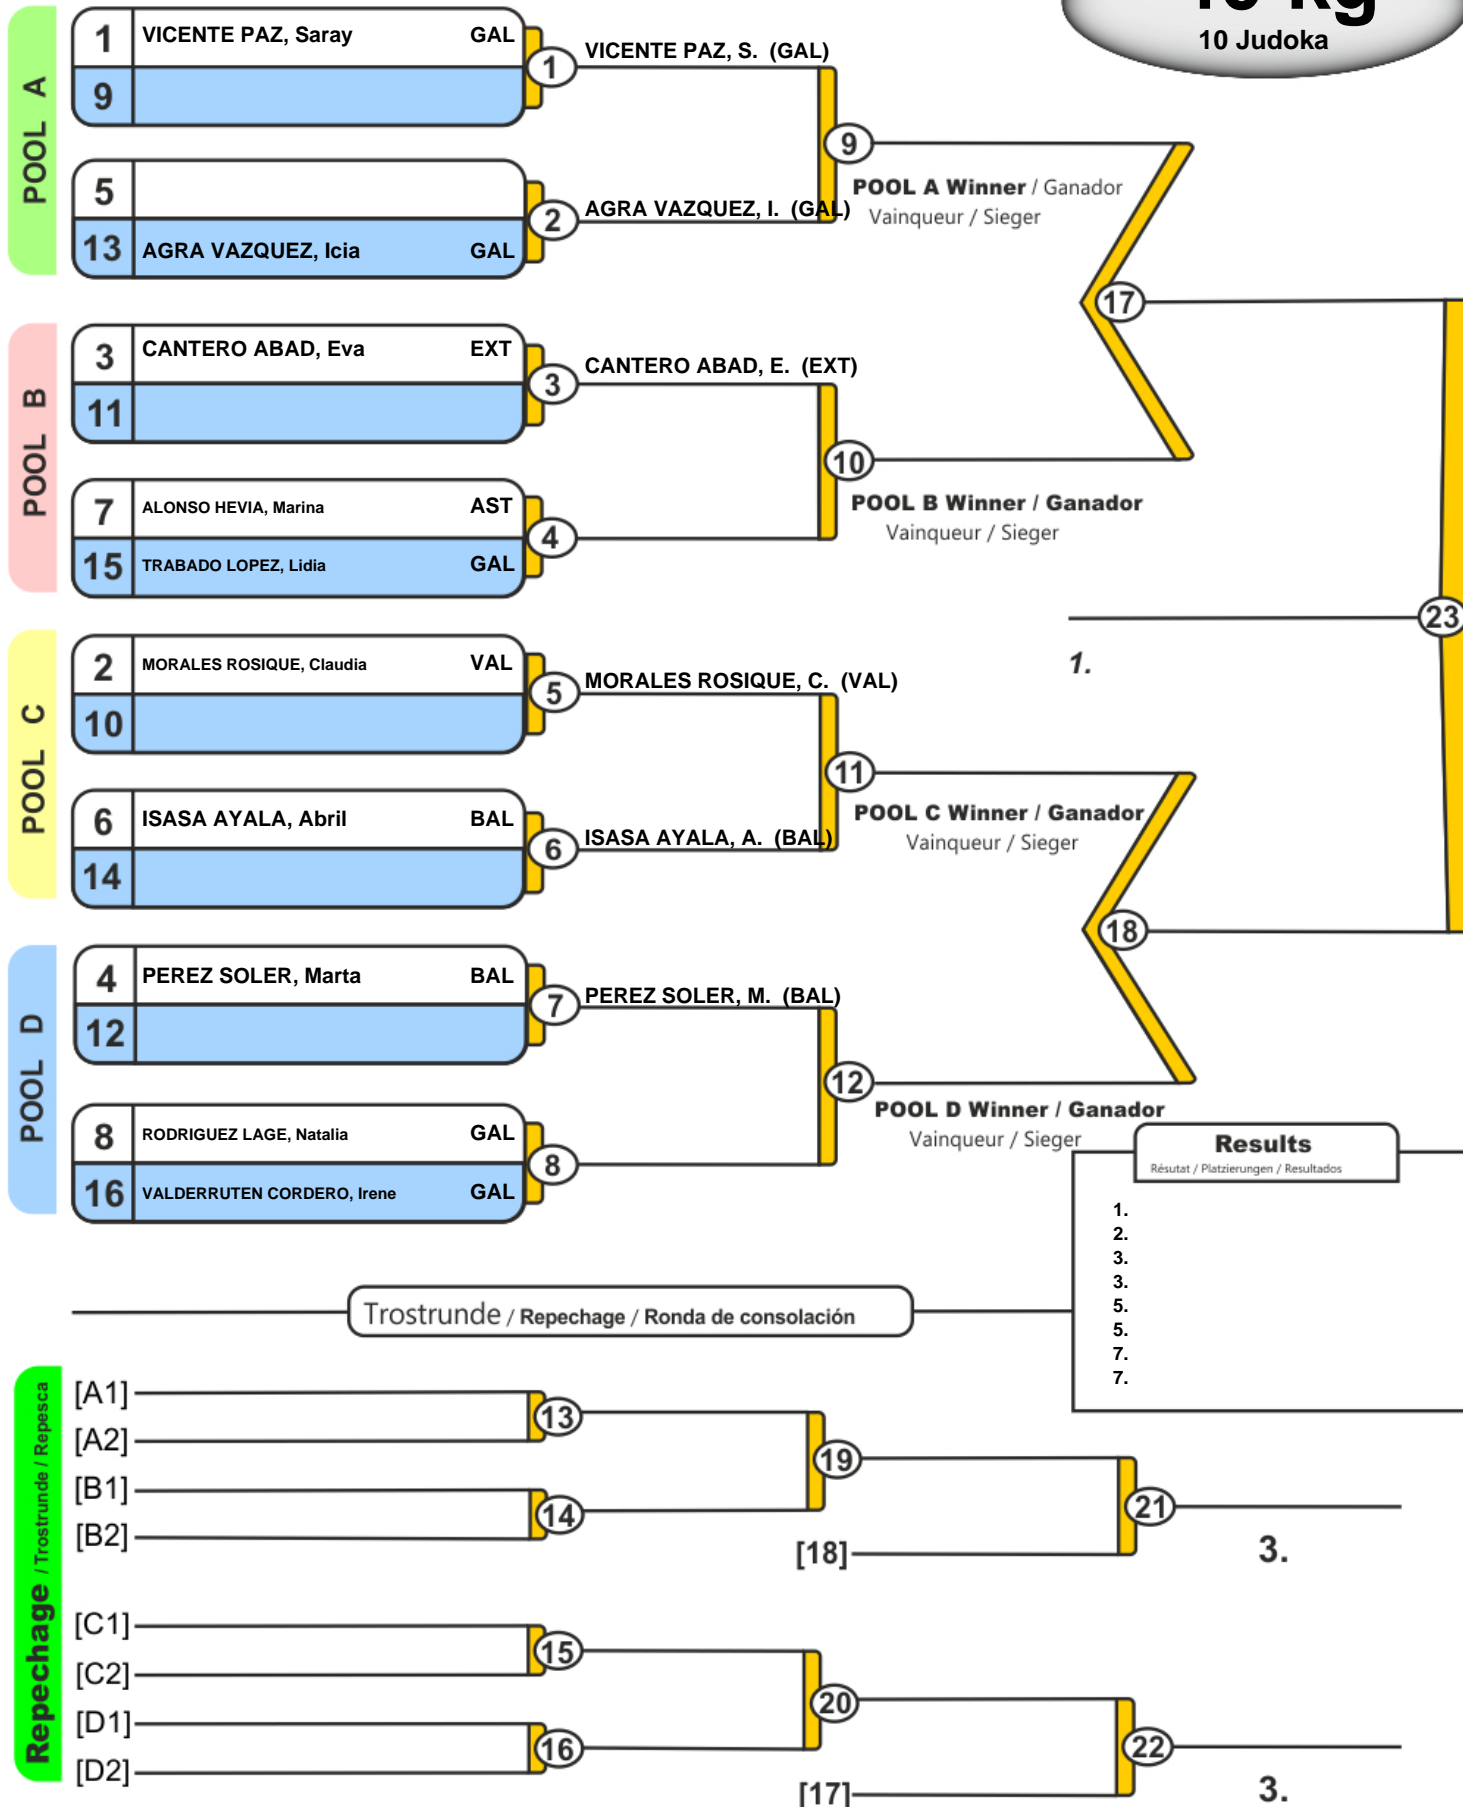 kg
10 Judoka
POOL A
1 VICENTE PAZ, Saray GAL
9
1
VICENTE PAZ, S. (GAL)
5
13 AGRA VAZQUEZ, Icia GAL
2
AGRA VAZQUEZ, I. (GAL)
9
POOL A Winner / Ganador
Vainqueur / Sieger
17
POOL B
3 CANTERO ABAD, Eva EXT
11
3
CANTERO ABAD, E. (EXT)
7 ALONSO HEVIA, Marina AST
15 TRABADO LOPEZ, Lidia GAL
4
10
POOL B Winner / Ganador
Vainqueur / Sieger
23
1.
POOL C
2 MORALES ROSIQUE, Claudia VAL
10
5
MORALES ROSIQUE, C. (VAL)
6 ISASA AYALA, Abril BAL
14
6
ISASA AYALA, A. (BAL)
11
POOL C Winner / Ganador
Vainqueur / Sieger
18
POOL D
4 PEREZ SOLER, Marta BAL
12
7
PEREZ SOLER, M. (BAL)
8 RODRIGUEZ LAGE, Natalia GAL
16 VALDERRUTEN CORDERO, Irene GAL
8
12
POOL D Winner / Ganador
Vainqueur / Sieger
Results
Résutat / Platzierungen / Resultados
1.
2.
3.
3.
5.
5.
7.
7.
Trostrunde / Repechage / Ronda de consolación
Repechage / Trostrunde / Repesca
[A1]
[A2]
13
[B1]
[B2]
14
19
[18]
21
3.
[C1]
[C2]
15
[D1]
[D2]
16
20
[17]
22
3.